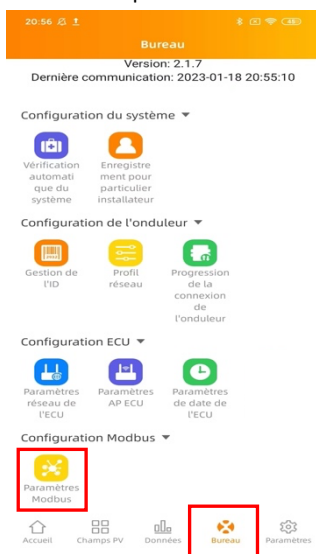 20:56
Bureau
Version: 2.1.7
Dernière communication: 2023-01-18 20:55:10
Configuration du système
Vérification
automati
que du
système
Enregistre
ment pour
particulier
installateur
Configuration de l'onduleur
Gestion de
l'ID
Profil
réseau
Progression
de la
connexion
de
l'onduleur
Configuration ECU
Paramètres
réseau de
l'ECU
Paramètres
AP ECU
Paramètres
de date de
l'ECU
Configuration Modbus
Paramètres
Modbus
Accueil
Champs PV
Données
Bureau
Paramètres